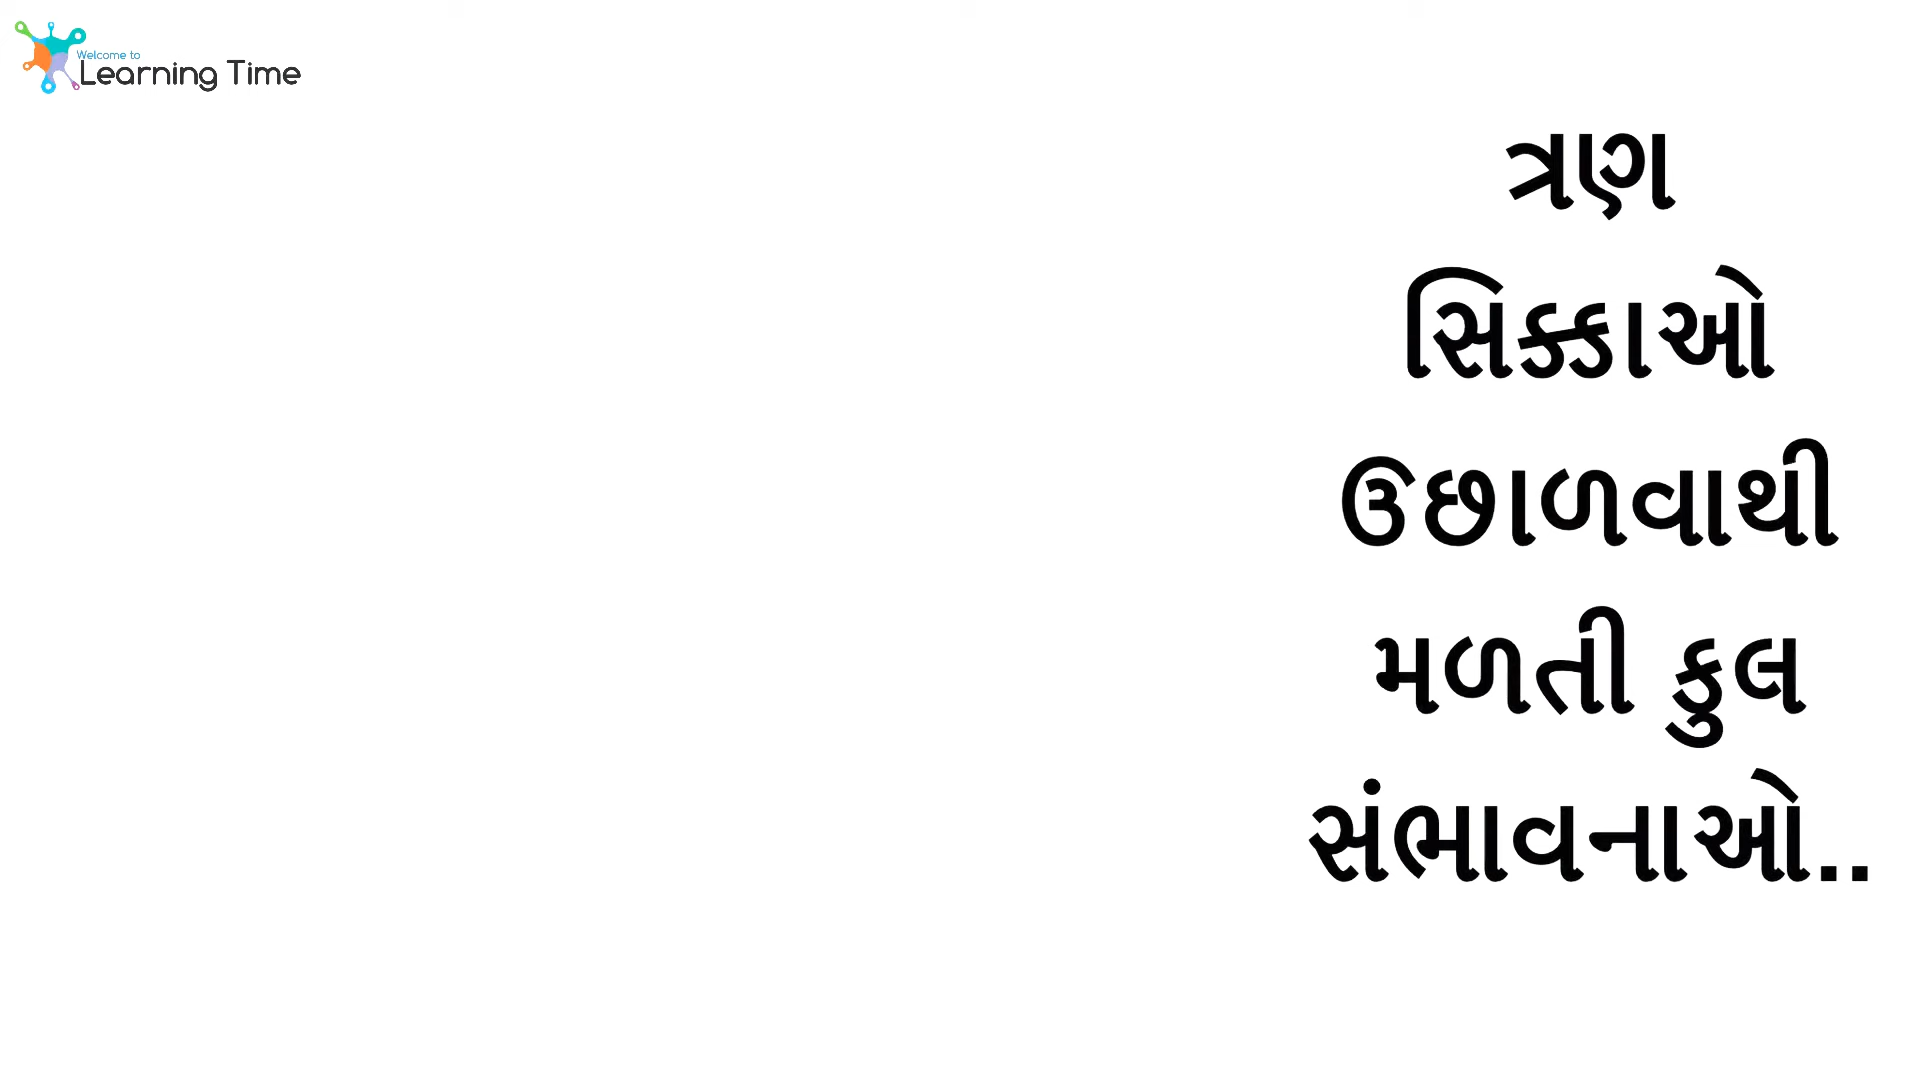 Welcome to
Learning Time
ત્રણ
સિક્કાઓ
ઉછાળવાથી
મળતી કુલ
સંભાવનાઓ..